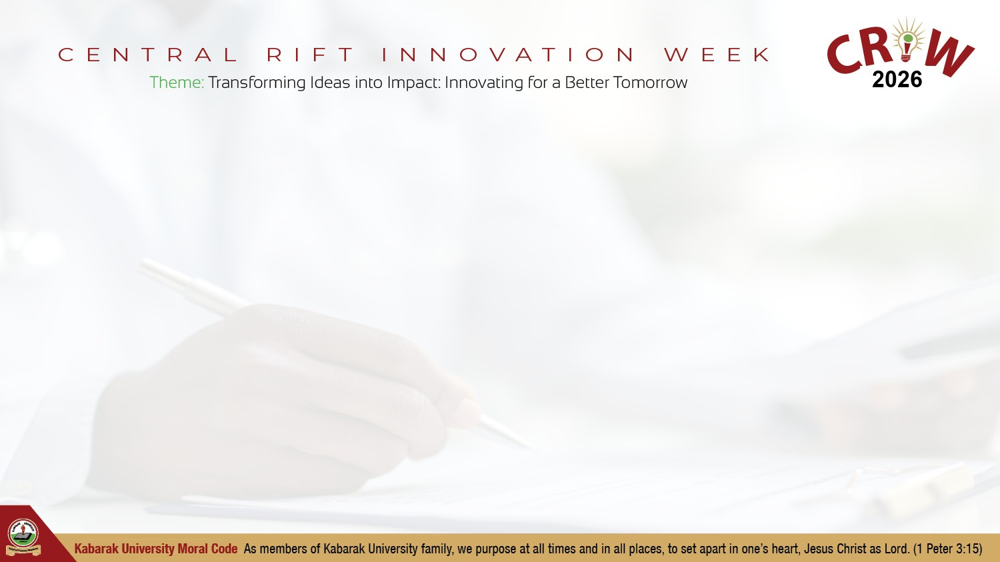 CENTRAL RIFT INNOVATION WEEK
Theme: Transforming Ideas into Impact: Innovating for a Better Tomorrow
CRIW
2026
Kabarak University Moral Code As members of Kabarak University family, we purpose at all times and in all places, to set apart in one's heart, Jesus Christ as Lord. (1 Peter 3:15)